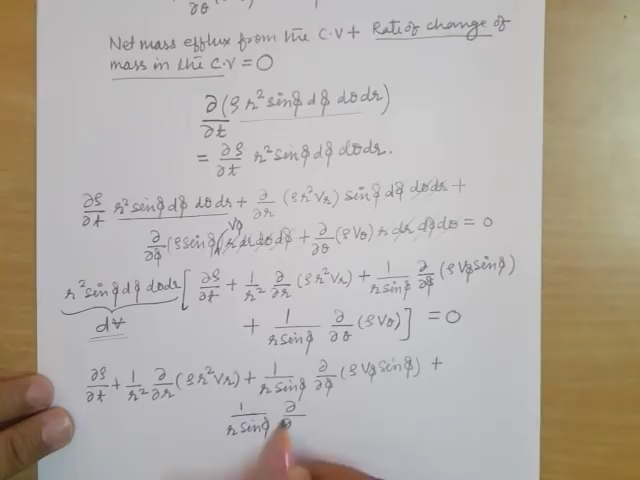 ∂θ
Net mass efflux from the C.V + Rate of change of
mass in the C.V = 0
∂/∂t (ρ r² sinφ dφ dθ dr)
= ∂ρ/∂t r² sinφ dφ dθ dr.
∂ρ/∂t r² sinφ dφ dθ dr + ∂/∂r (ρ r² Vr) sinφ dφ dθ dr +
∂/∂φ (ρ sinφ Vφ) r dr dθ dφ + ∂/∂θ (ρ Vθ) r dr dφ dθ = 0
r² sinφ dφ dθ dr [ ∂ρ/∂t + 1/r² ∂/∂r (ρ r² Vr) + 1/(r sinφ) ∂/∂φ (ρ Vφ sinφ)
dV + 1/(r sinφ) ∂/∂θ (ρ Vθ) ] = 0
∂ρ/∂t + 1/r² ∂/∂r (ρ r² Vr) + 1/(r sinφ) ∂/∂φ (ρ Vφ sinφ) +
1/(r sinφ) ∂/∂